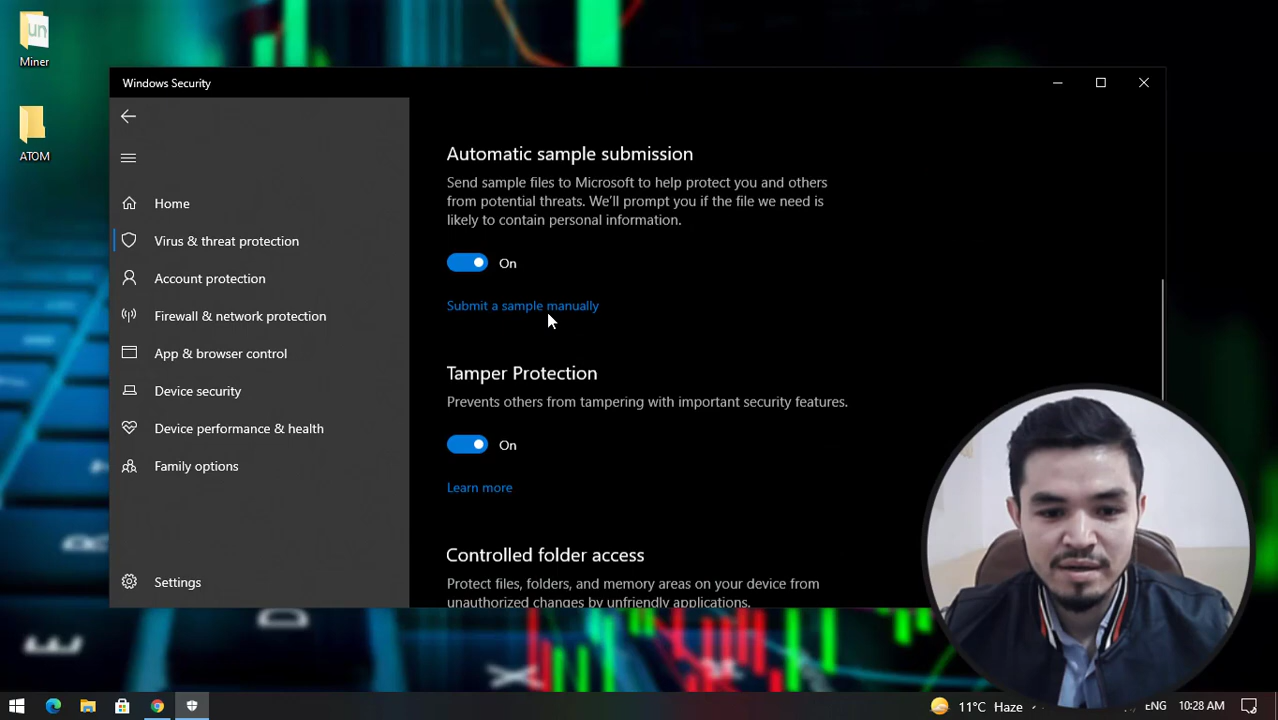 un
Miner
ATOM
Windows Security
Home
Virus & threat protection
Account protection
Firewall & network protection
App & browser control
Device security
Device performance & health
Family options
Settings
Automatic sample submission
Send sample files to Microsoft to help protect you and others
from potential threats. We'll prompt you if the file we need is
likely to contain personal information.
On
Submit a sample manually
Tamper Protection
Prevents others from tampering with important security features.
On
Learn more
Controlled folder access
Protect files, folders, and memory areas on your device from
unauthorized changes by unfriendly applications.
11°C Haze
ENG
10:28 AM